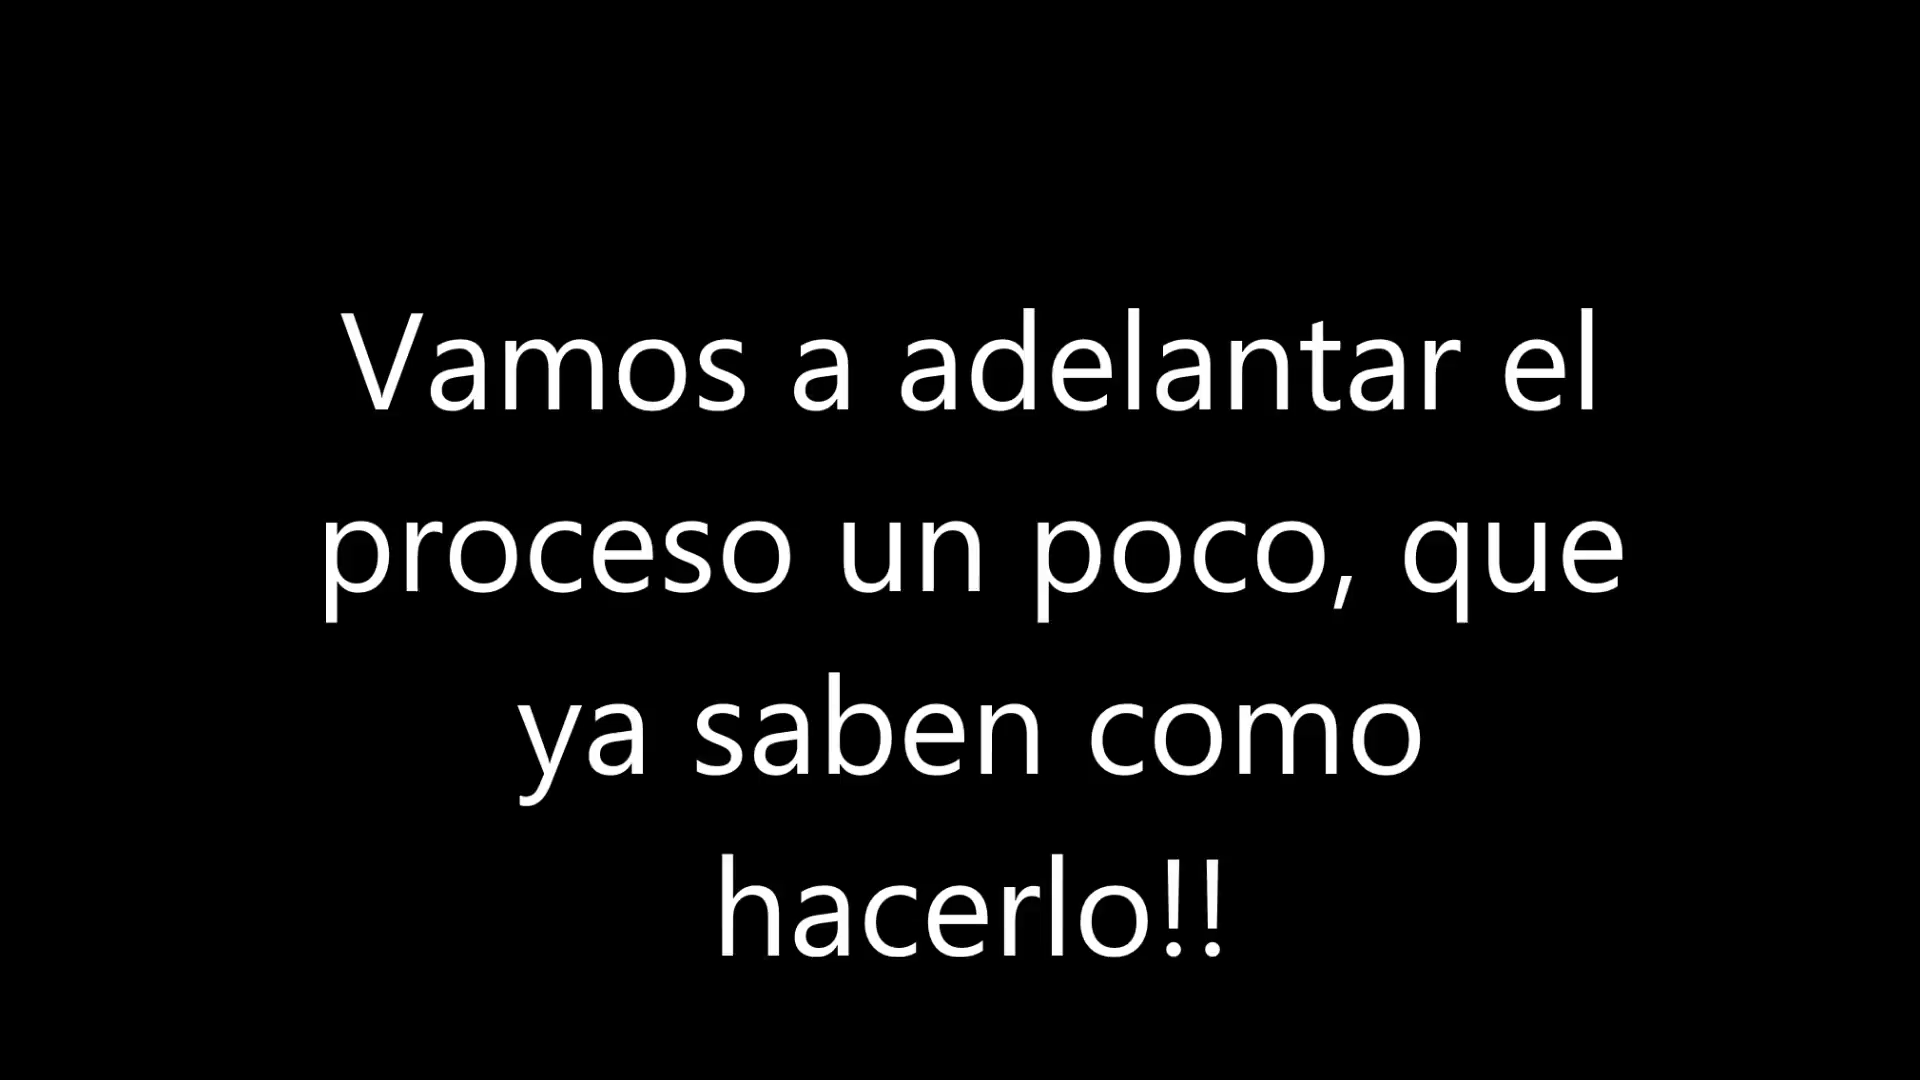 Vamos a adelantar el
proceso un poco, que
ya saben como
hacerlo!!